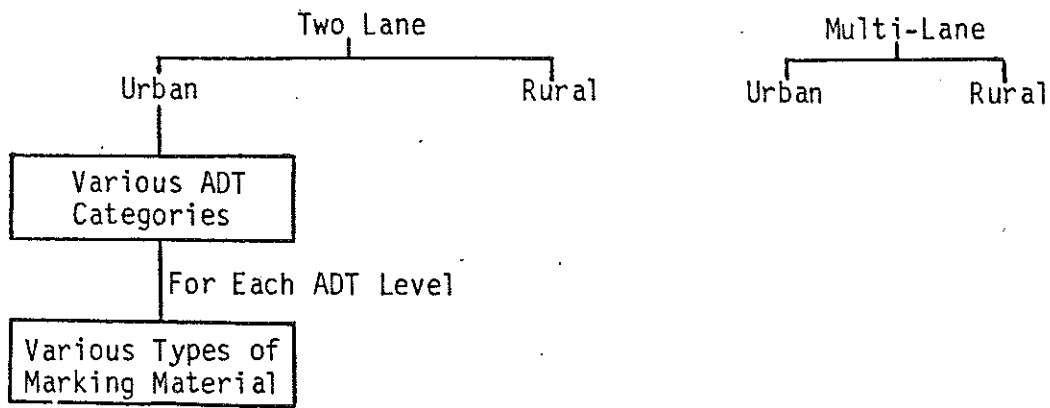 Two Lane
Multi-Lane
Urban
Rural
Urban
Rural
Various ADT
Categories
For Each ADT Level
Various Types of
Marking Material